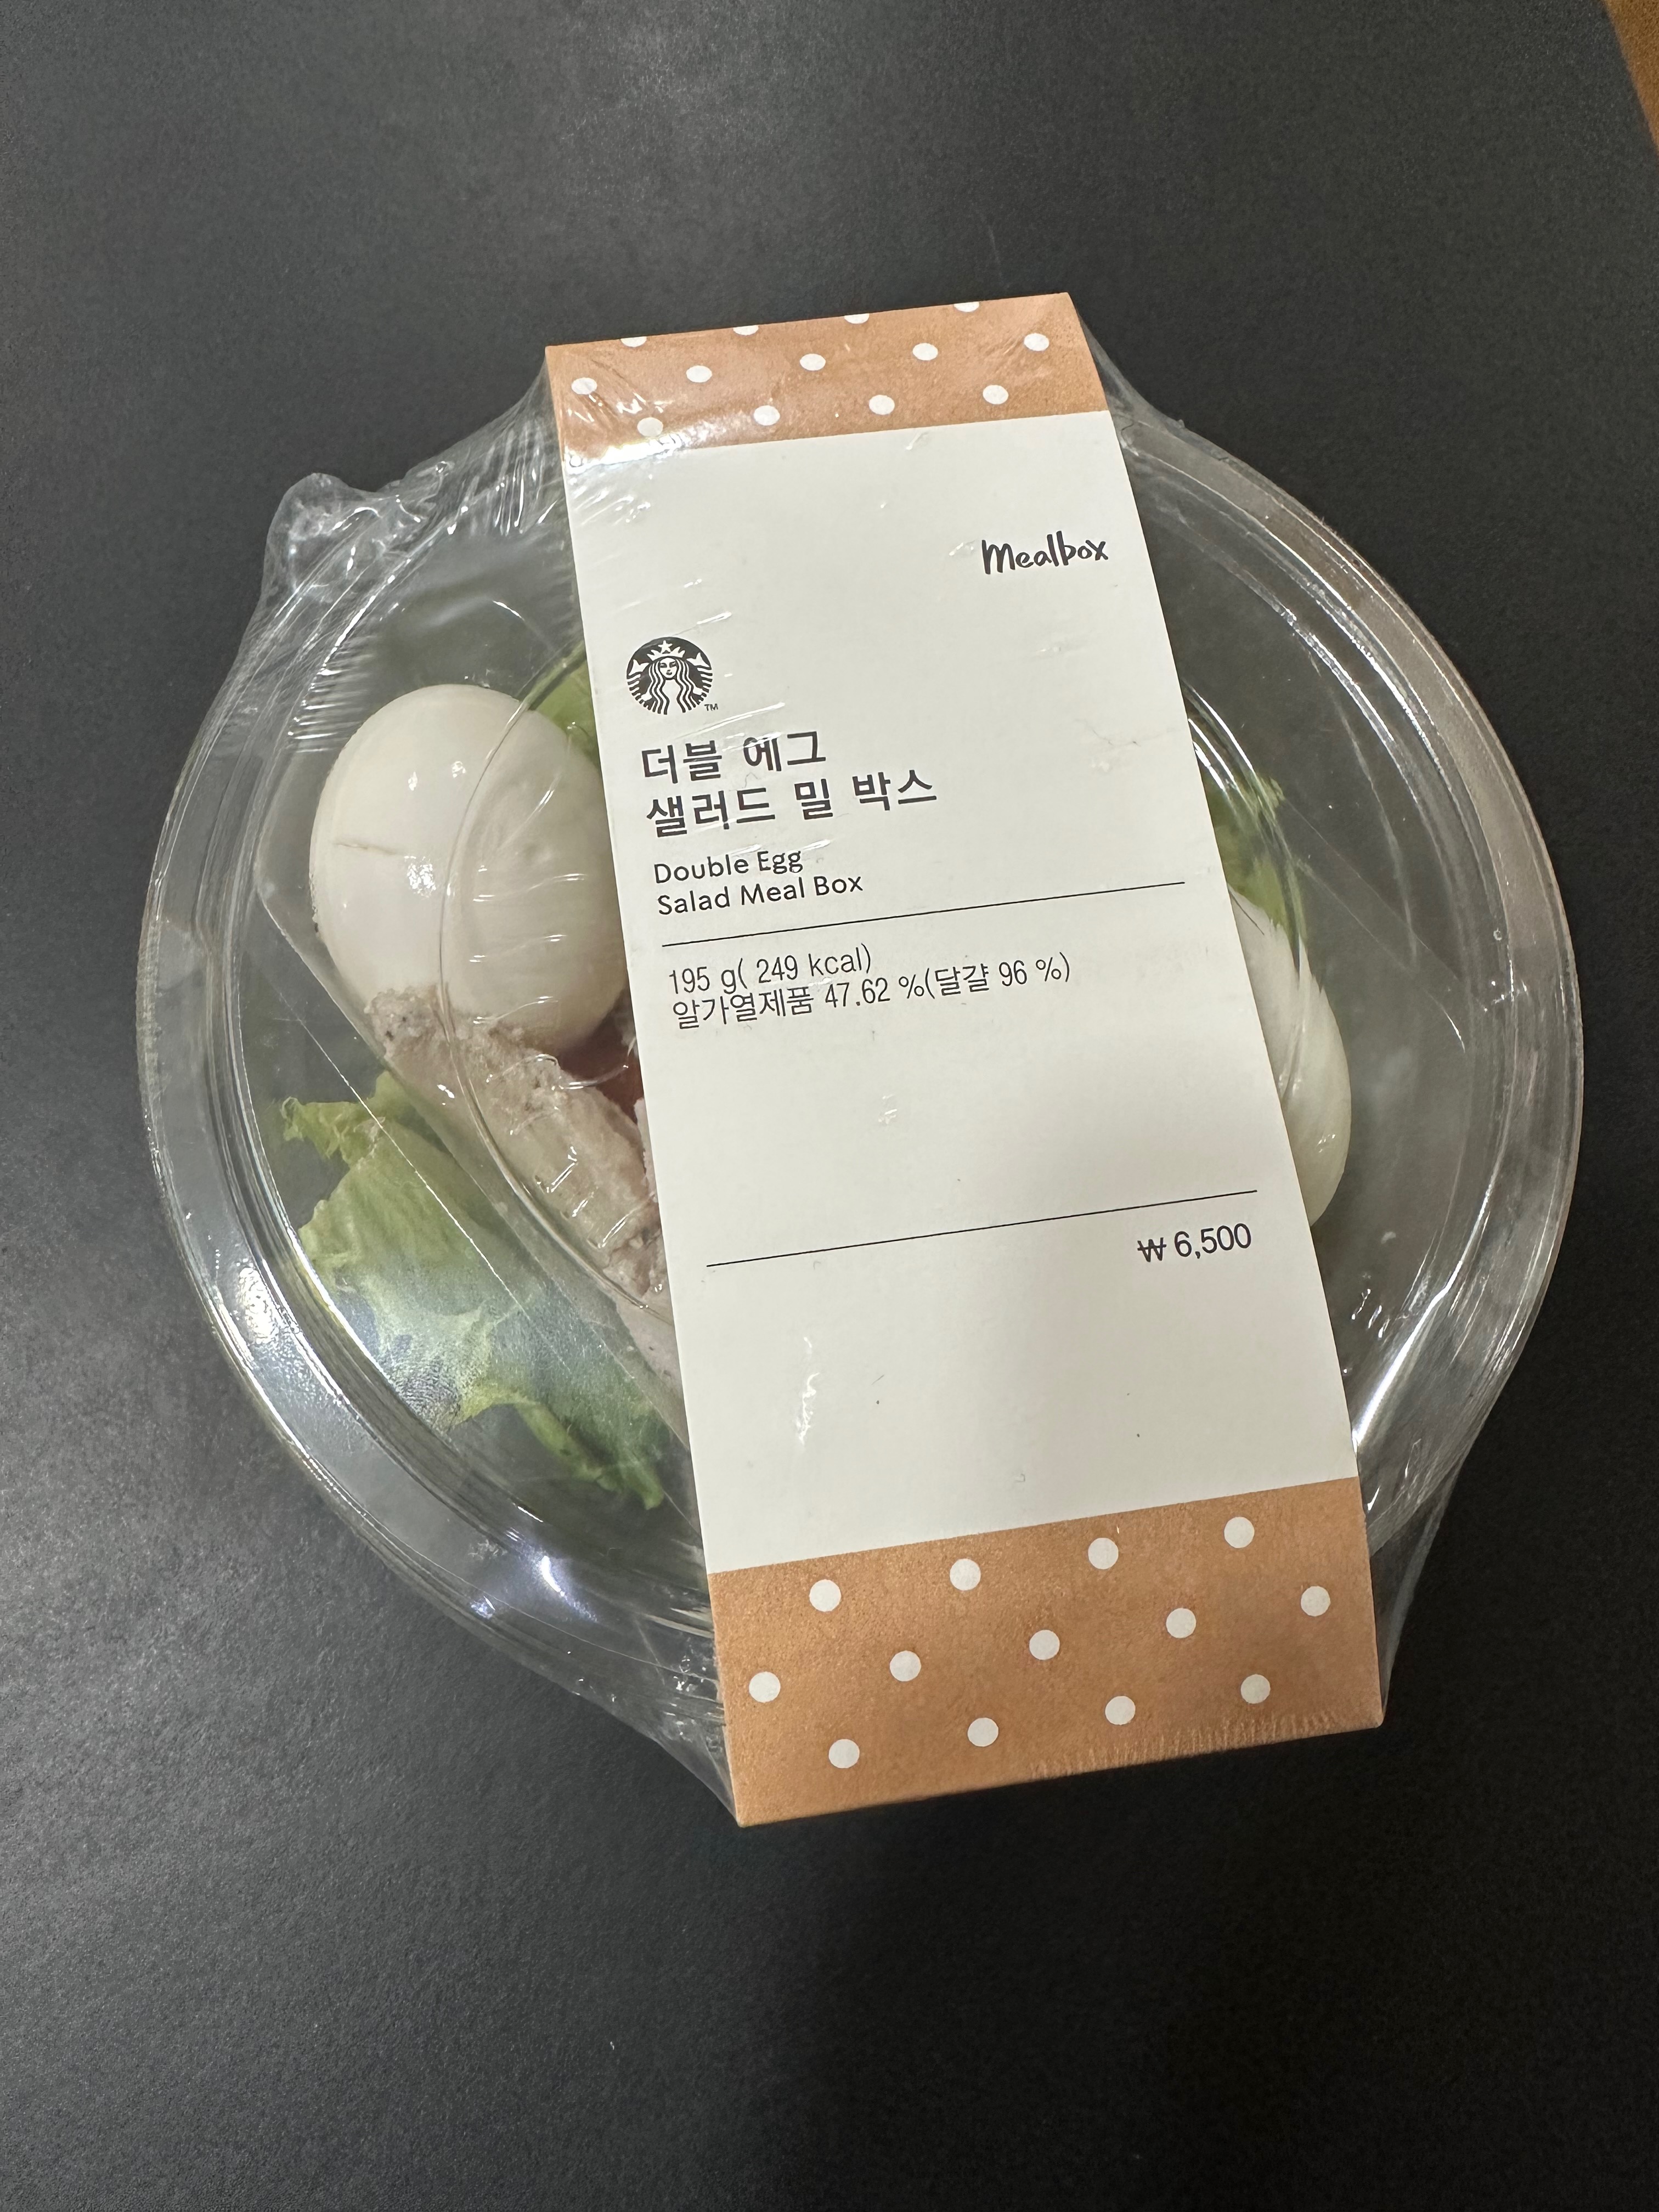 Mealbox
TM
더블 에그
샐러드 밀 박스
Double Egg
Salad Meal Box
195 g( 249 kcal)
알가열제품 47.62 %(달걀 96 %)
₩ 6,500